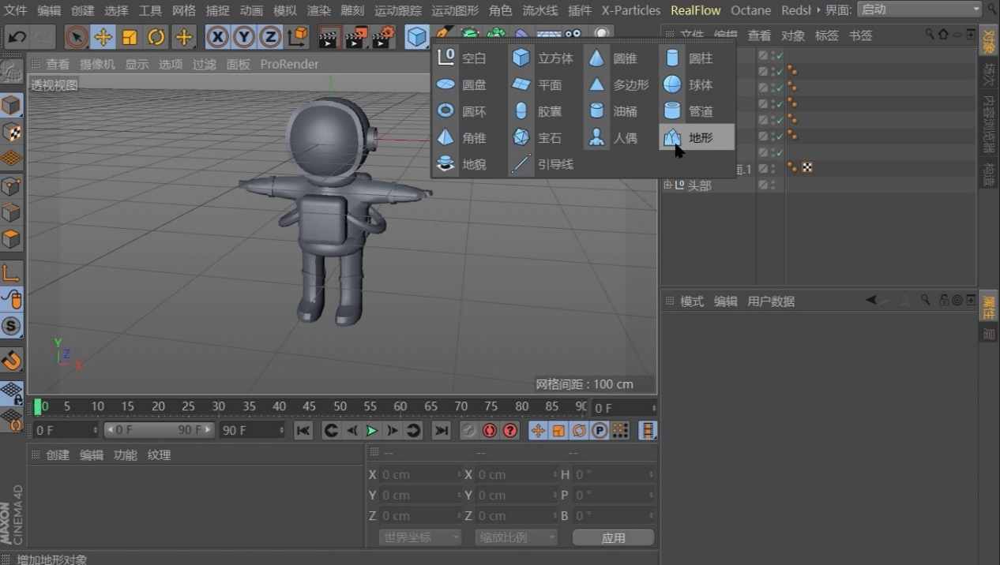 文件 编辑 创建 选择 工具 网格 捕捉 动画 模拟 渲染 雕刻 运动跟踪 运动图形 角色 流水线 插件 X-Particles RealFlow Octane Redsh 界面: 启动
X Y Z
文件 编辑 查看 对象 标签 书签
查看 摄像机 显示 选项 过滤 面板 ProRender
透视视图
0 空白 立方体 圆锥 圆柱
圆盘 平面 多边形 球体
圆环 胶囊 油桶 管道
角锥 宝石 人偶 地形
地貌 引导线
面.1
L0 头部
对象
场次
内容浏览器
构造
模式 编辑 用户数据
属性
层
S
Y
Z
X
网格间距 : 100 cm
0 5 10 15 20 25 30 35 40 45 50 55 60 65 70 75 80 85 90 0 F
0 F 0 F 90 F 90 F ? P
创建 编辑 功能 纹理
-- -- --
X 0 cm X 0 cm H 0 °
Y 0 cm Y 0 cm P 0 °
Z 0 cm Z 0 cm B 0 °
世界坐标 缩放比例 应用
MAXON
CINEMA 4D
增加地形对象